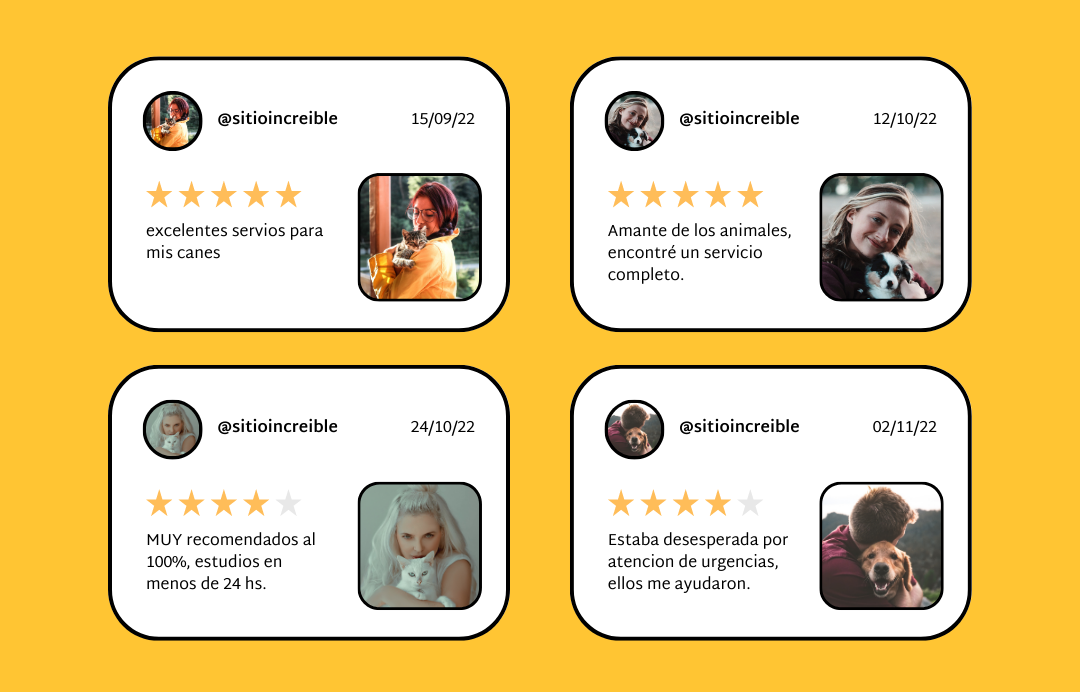 @sitioincreible 15/09/22
excelentes servios para
mis canes
@sitioincreible 12/10/22
Amante de los animales,
encontré un servicio
completo.
@sitioincreible 24/10/22
MUY recomendados al
100%, estudios en
menos de 24 hs.
@sitioincreible 02/11/22
Estaba desesperada por
atencion de urgencias,
ellos me ayudaron.